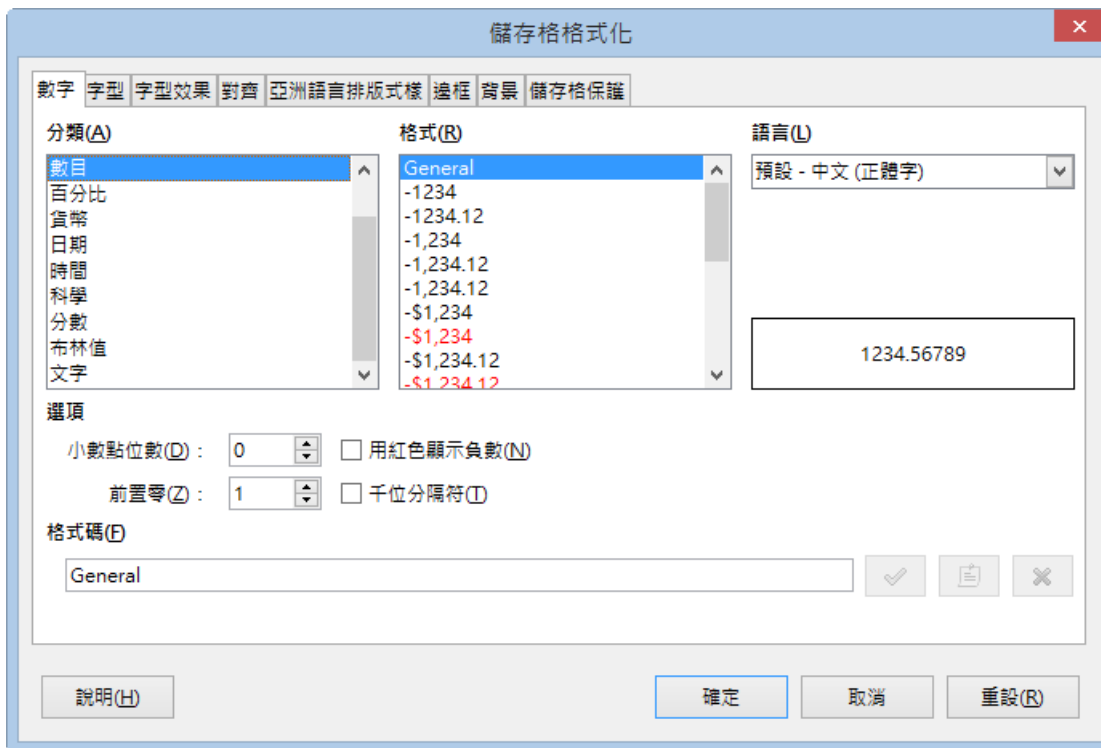 儲存格格式化
數字 字型 字型效果 對齊 亞洲語言排版式樣 邊框 背景 儲存格保護
分類(A)
數目
百分比
貨幣
日期
時間
科學
分數
布林值
文字
格式(R)
General
-1234
-1234.12
-1,234
-1,234.12
-1,234.12
-$1,234
-$1,234
-$1,234.12
-$1,234.12
語言(L)
預設 - 中文 (正體字)
1234.56789
選項
小數點位數(D)： 0 用紅色顯示負數(N)
前置零(Z)： 1 千位分隔符(T)
格式碼(F)
General
說明(H) 確定 取消 重設(R)